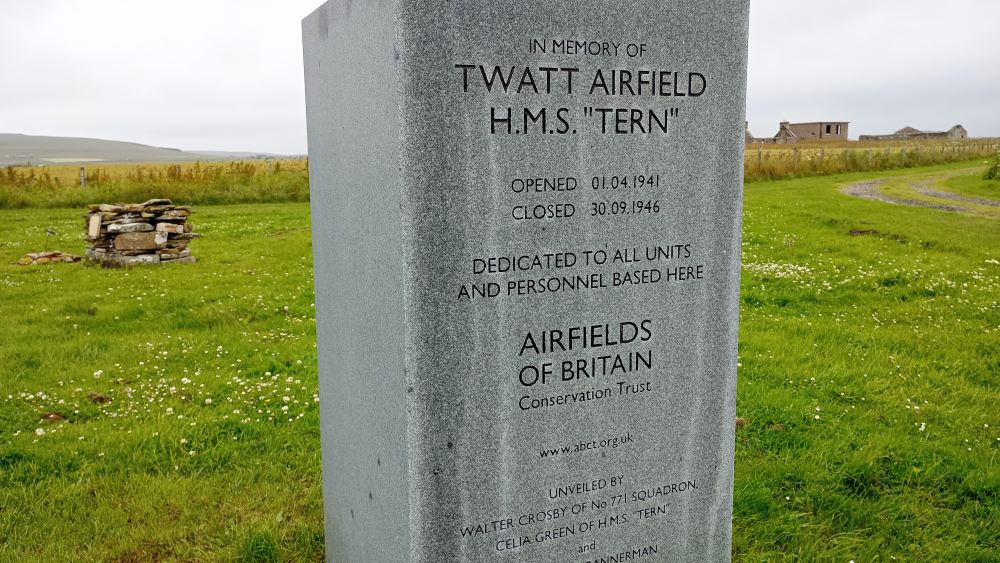 IN MEMORY OF
TWATT AIRFIELD
H.M.S. "TERN"
OPENED 01.04.1941
CLOSED 30.09.1946
DEDICATED TO ALL UNITS
AND PERSONNEL BASED HERE
AIRFIELDS
OF BRITAIN
Conservation Trust
www.abct.org.uk
UNVEILED BY
WALTER CROSBY OF No 771 SQUADRON,
CELIA GREEN OF H.M.S. "TERN"
and